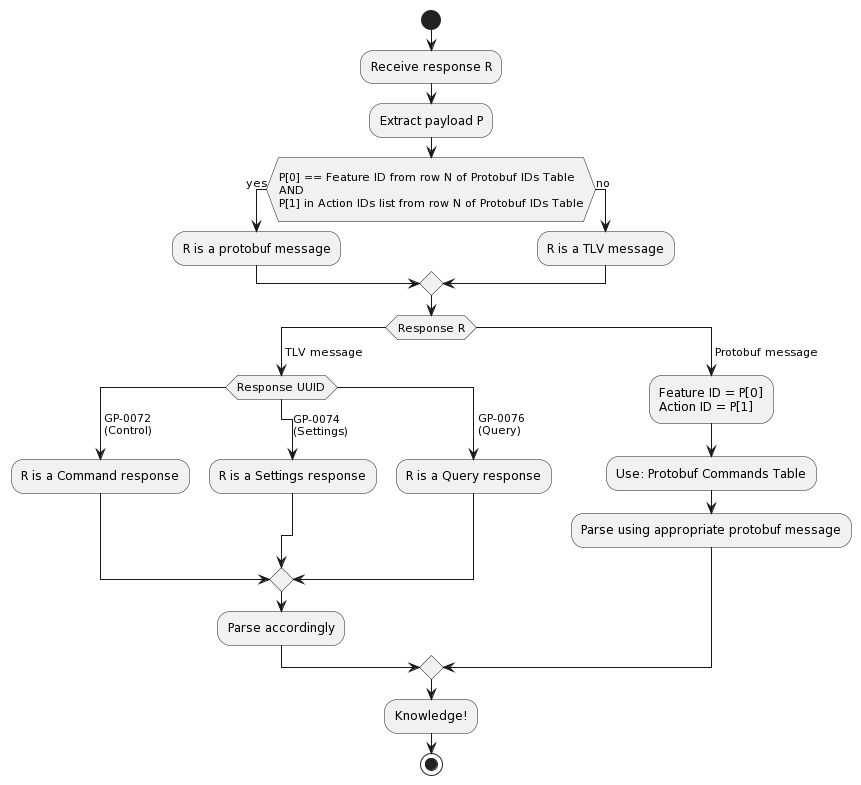 Receive response R
Extract payload P
P[0] == Feature ID from row N of Protobuf IDs Table
AND
P[1] in Action IDs list from row N of Protobuf IDs Table
yes
no
R is a protobuf message
R is a TLV message
Response R
TLV message
Protobuf message
Response UUID
GP-0072
(Control)
GP-0074
(Settings)
GP-0076
(Query)
Feature ID = P[0]
Action ID = P[1]
R is a Command response
R is a Settings response
R is a Query response
Use: Protobuf Commands Table
Parse using appropriate protobuf message
Parse accordingly
Knowledge!